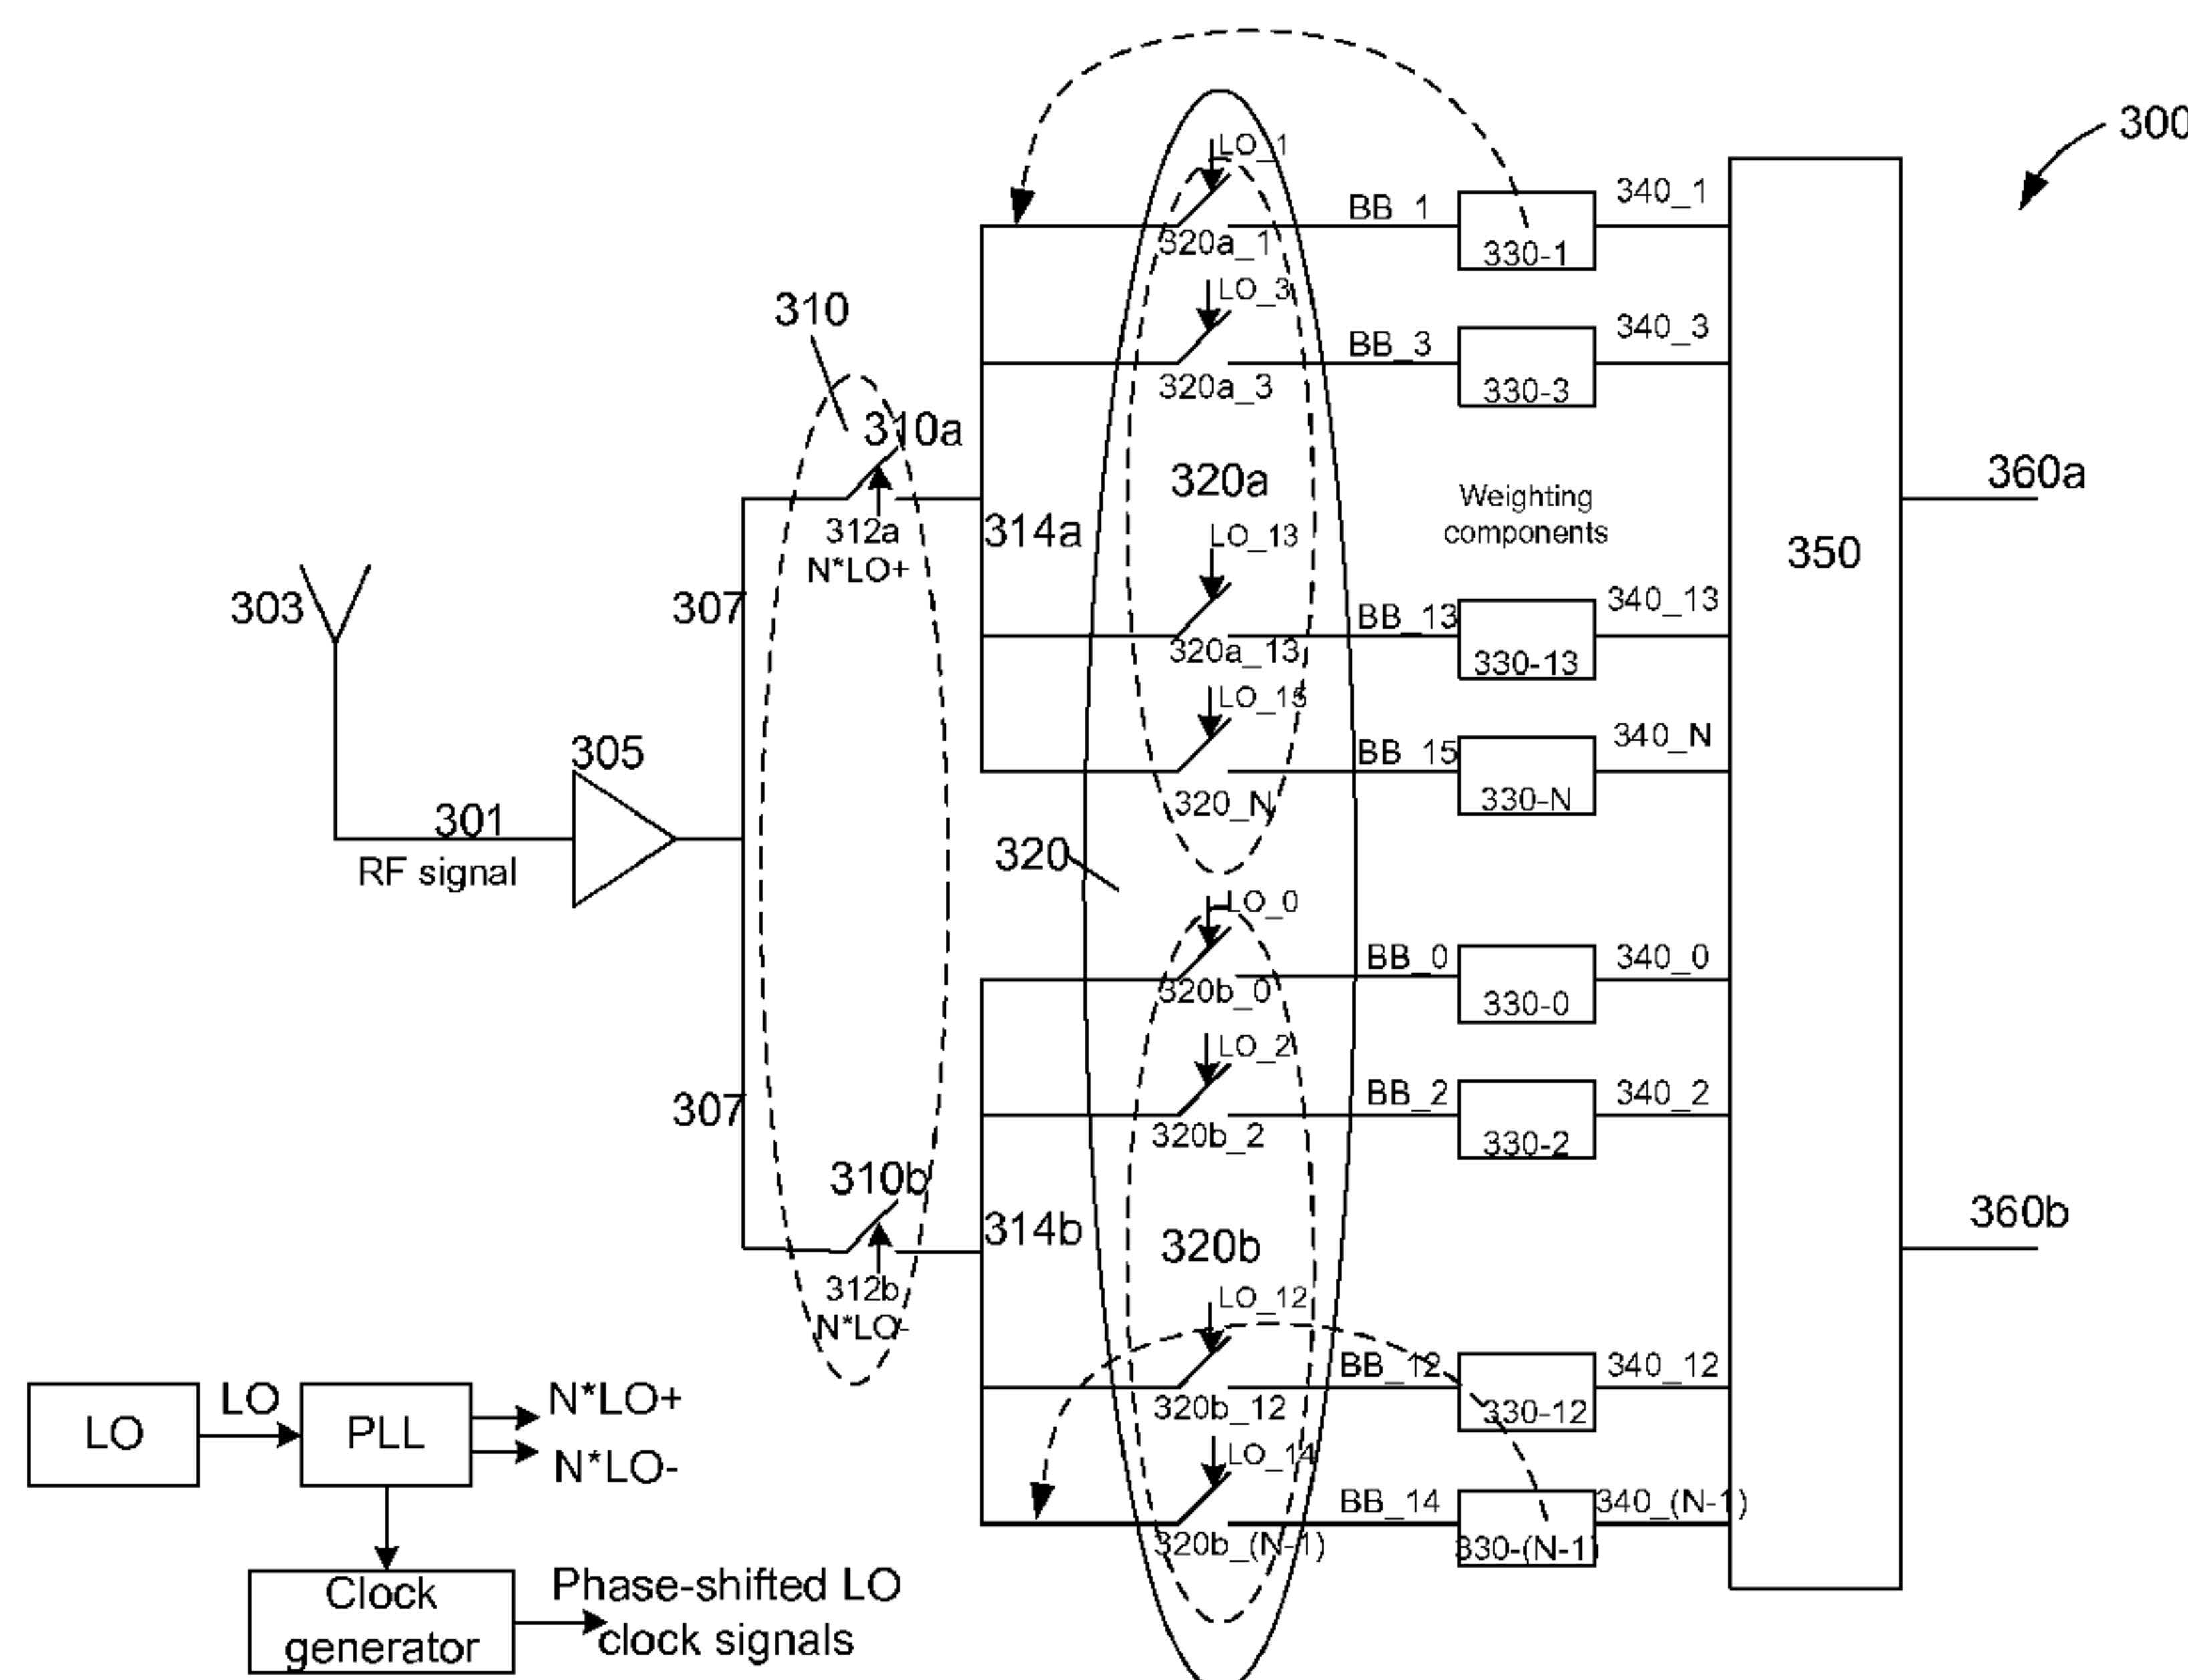 300
LO_1
340_1
BB_1
320a_1
330-1
LO_3
340_3
BB_3
320a_3
330-3
310
310a
312a
N*LO+
314a
320a
Weighting
components
360a
350
303
307
LO_13
340_13
BB_13
320a_13
330-13
LO_15
340_N
BB_15
320_N
330-N
305
301
RF signal
320
LO_0
340_0
BB_0
320b_0
330-0
LO_2
340_2
BB_2
320b_2
330-2
307
310b
312b
N*LO-
314b
320b
360b
LO_12
340_12
BB_12
320b_12
330-12
LO_14
340_(N-1)
BB_14
320b_(N-1)
330-(N-1)
LO
LO
PLL
N*LO+
N*LO-
Clock
generator
Phase-shifted LO
clock signals